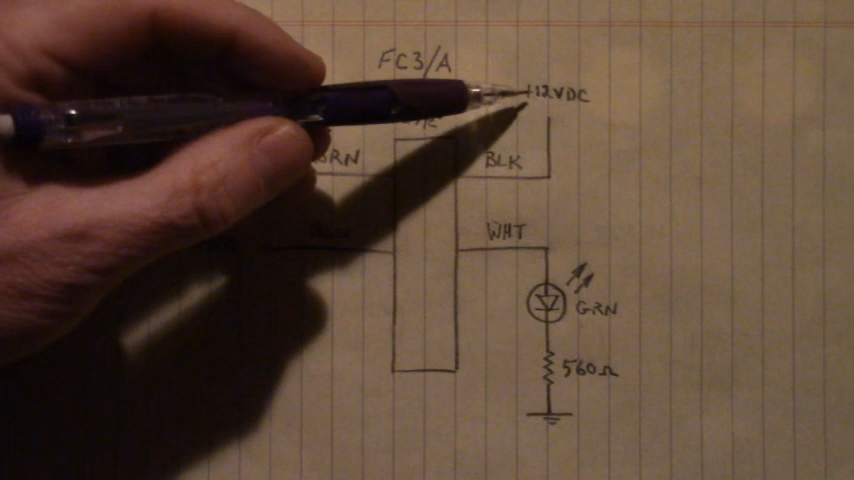 FC3/A
+12VDC
BRN
BLK
WHT
GRN
560Ω